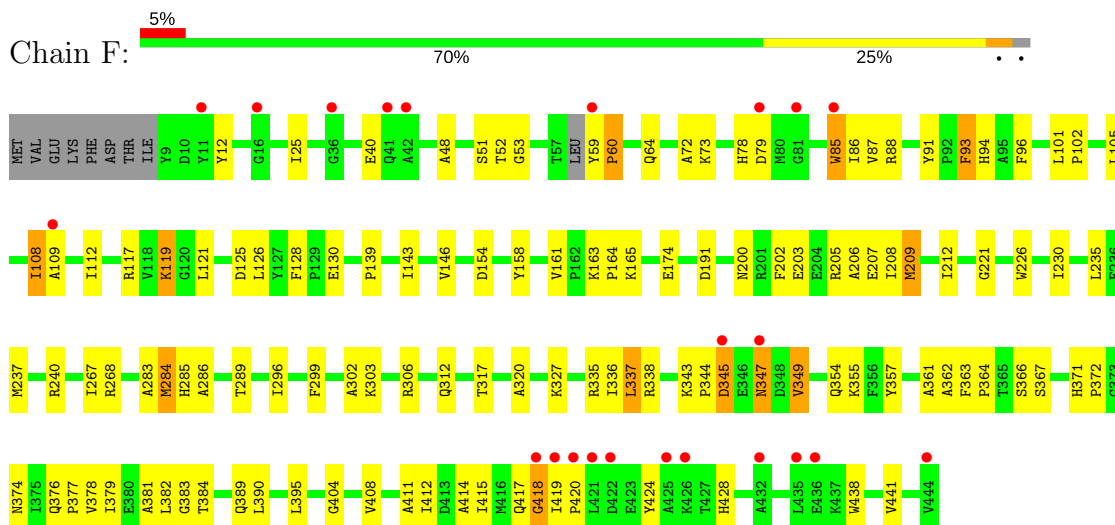 5%
Chain F:
70% 25% • •
MET VAL GLU LYS PHE ASP THR ILE Y9 D10 Y11 Y12 G16 I25 G36 E40 Q41 A42 A48 S51 T52 G53 T57 LEU Y59 P60 Q64 A72 K73 H78 D79 M80 G81 W85 I86 V87 R88 Y91 P92 F93 H94 A95 F96 L101 P102 L105
I108 A109 I112 R117 V118 K119 G120 L121 D125 L126 Y127 F128 P129 E130 P139 I143 V146 D154 Y158 V161 P162 K163 P164 K165 E174 D191 N200 R201 F202 E203 E204 R205 A206 E207 I208 M209 I212 G221 W226 I230 L235
M237 R240 I267 R268 A283 M284 H285 A286 T289 I296 F299 A302 K303 R306 Q312 T317 A320 K327 R335 I336 L337 R338 K343 P344 D345 E346 N347 D348 V349 Q354 K355 F356 Y357 A361 A362 F363 P364 T365 S366 S367 H371 P372
N374 I375 Q376 P377 V378 I379 E380 A381 L382 G383 T384 Q389 L390 L395 G404 V408 A411 I412 D413 A414 I415 M416 Q417 G418 I419 P420 L421 D422 E423 Y424 A425 K426 T427 H428 A432 L435 E436 K437 W438 V441 V444